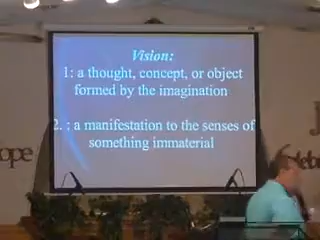 Vision:
1: a thought, concept, or object
formed by the imagination
2. : a manifestation to the senses of
something immaterial
ope